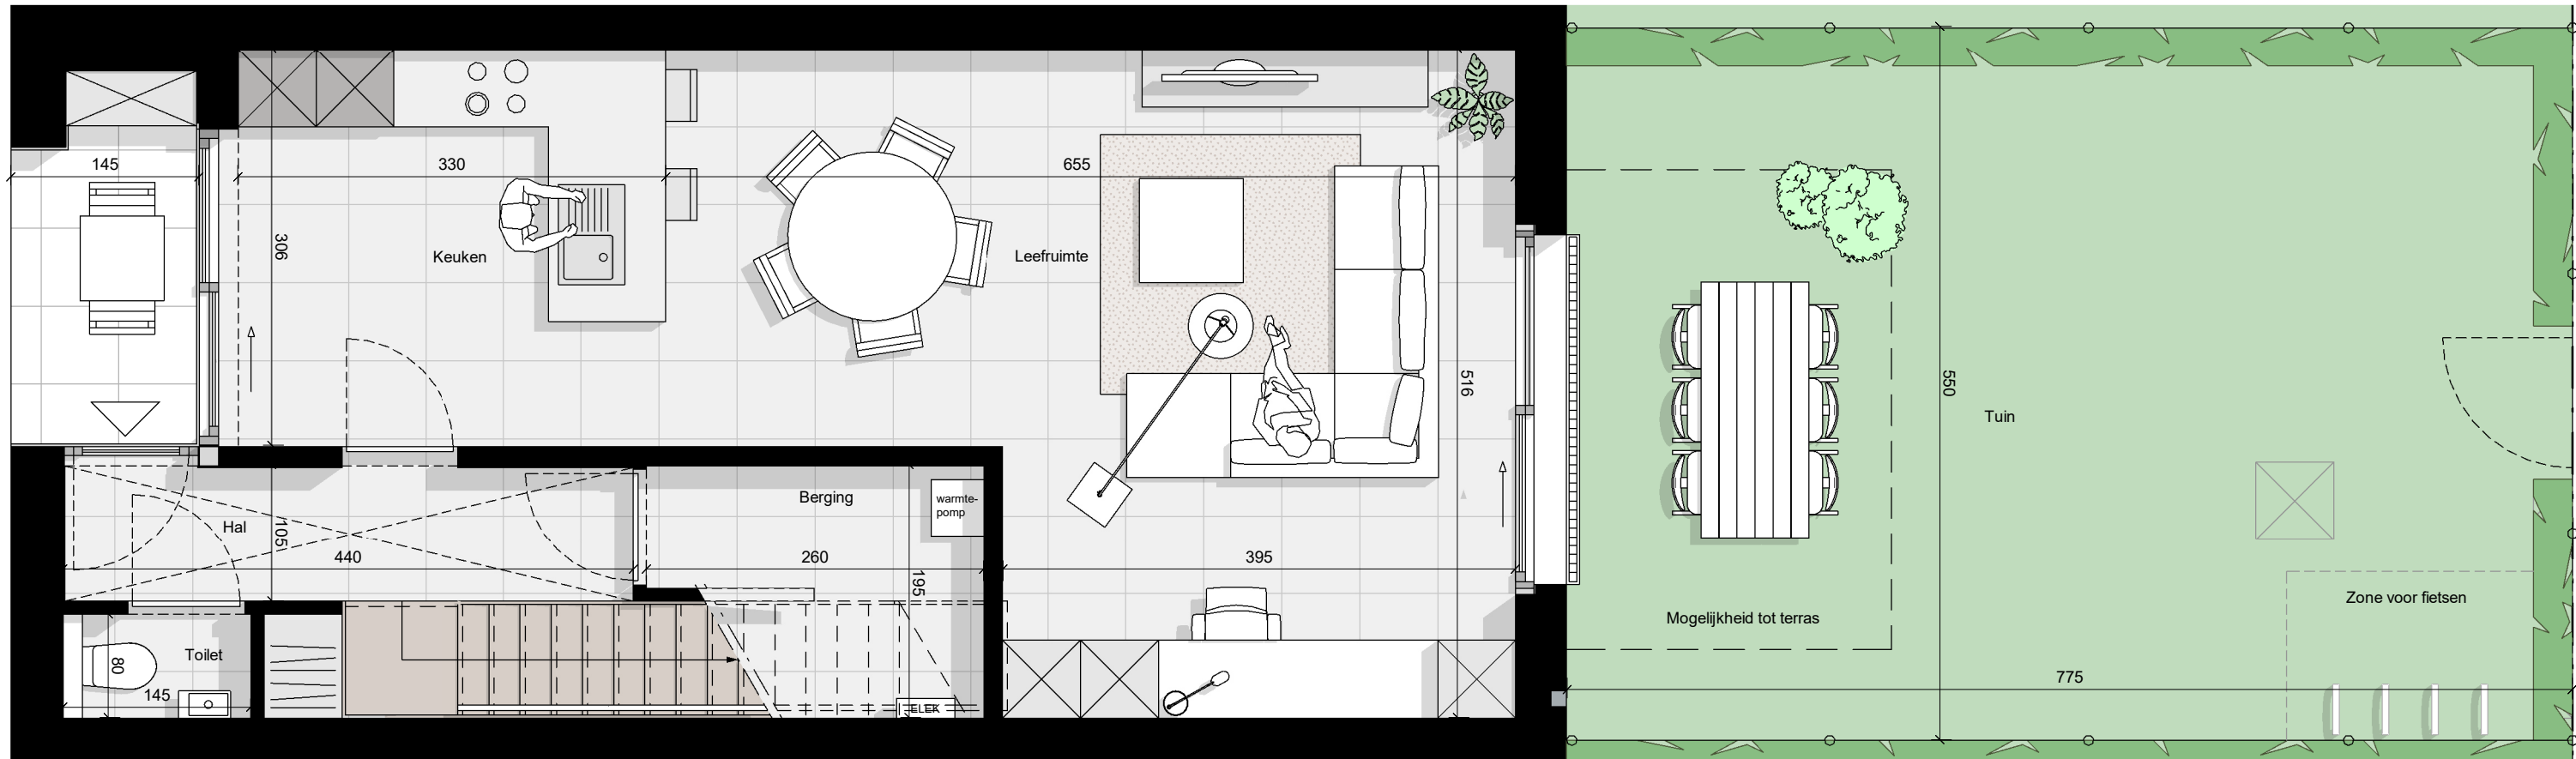 145
330
655
306
Keuken
Leefruimte
516
550
Tuin
Hal
105
440
Berging
warmte-
pomp
260
195
395
Toilet
80
145
ELEK
Mogelijkheid tot terras
Zone voor fietsen
775